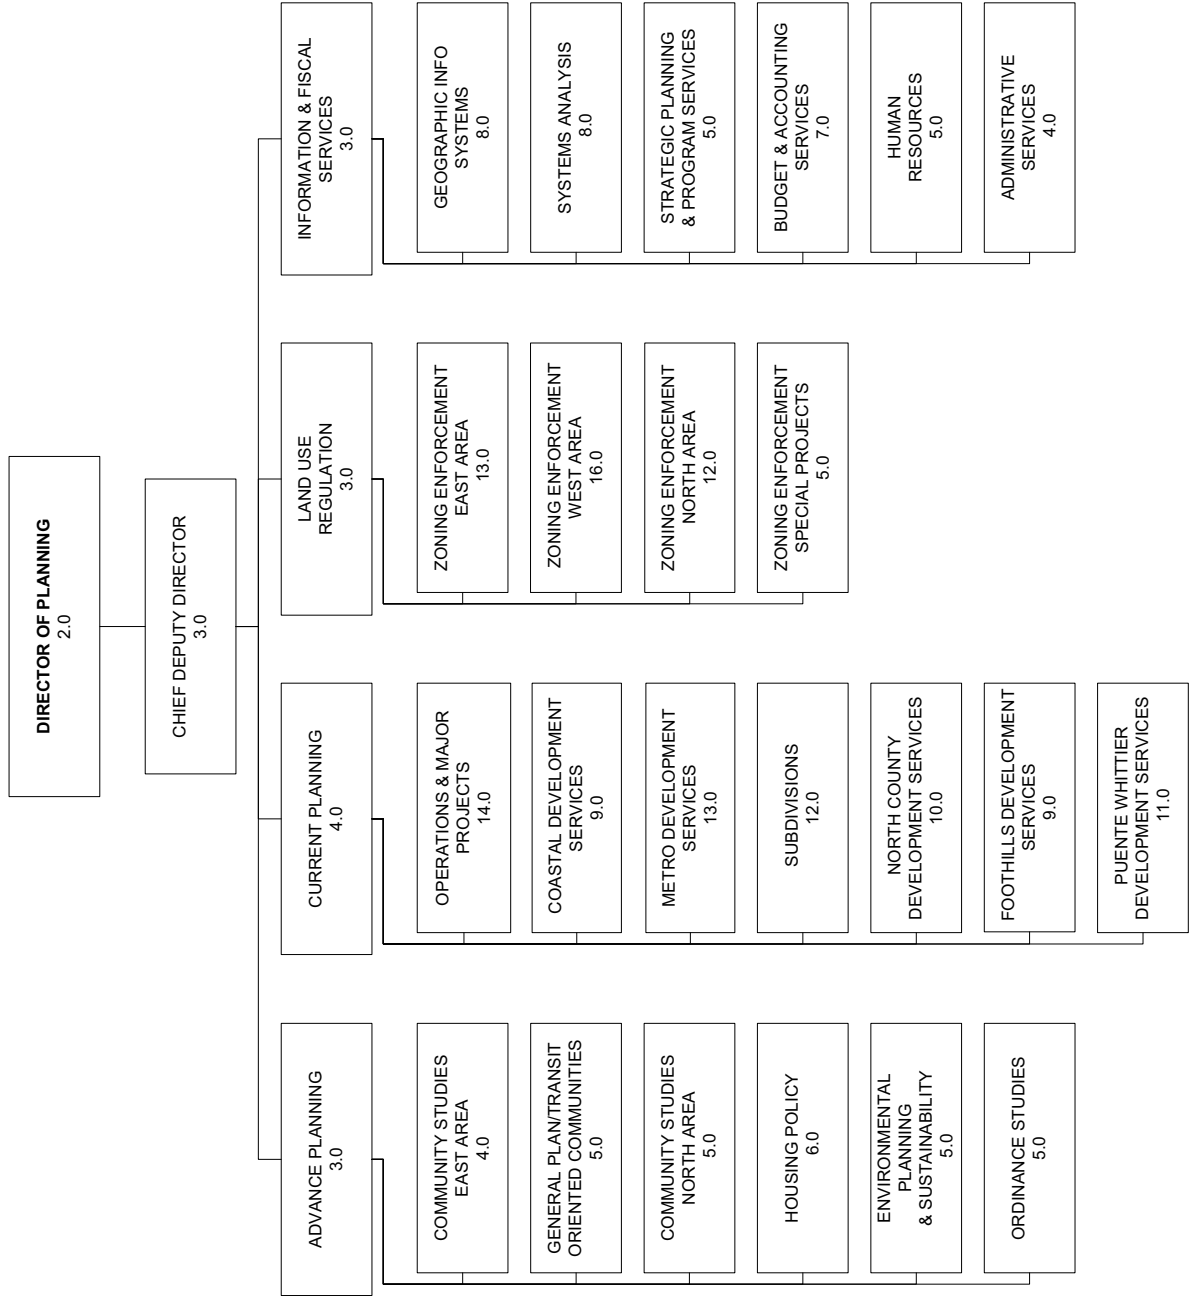 DIRECTOR OF PLANNING
2.0
CHIEF DEPUTY DIRECTOR
3.0
ADVANCE PLANNING
3.0
COMMUNITY STUDIES
EAST AREA
4.0
GENERAL PLAN/TRANSIT
ORIENTED COMMUNITIES
5.0
COMMUNITY STUDIES
NORTH AREA
5.0
HOUSING POLICY
6.0
ENVIRONMENTAL
PLANNING
& SUSTAINABILITY
5.0
ORDINANCE STUDIES
5.0
CURRENT PLANNING
4.0
OPERATIONS & MAJOR
PROJECTS
14.0
COASTAL DEVELOPMENT
SERVICES
9.0
METRO DEVELOPMENT
SERVICES
13.0
SUBDIVISIONS
12.0
NORTH COUNTY
DEVELOPMENT SERVICES
10.0
FOOTHILLS DEVELOPMENT
SERVICES
9.0
PUENTE WHITTIER
DEVELOPMENT SERVICES
11.0
LAND USE
REGULATION
3.0
ZONING ENFORCEMENT
EAST AREA
13.0
ZONING ENFORCEMENT
WEST AREA
16.0
ZONING ENFORCEMENT
NORTH AREA
12.0
ZONING ENFORCEMENT
SPECIAL PROJECTS
5.0
INFORMATION & FISCAL
SERVICES
3.0
GEOGRAPHIC INFO
SYSTEMS
8.0
SYSTEMS ANALYSIS
8.0
STRATEGIC PLANNING
& PROGRAM SERVICES
5.0
BUDGET & ACCOUNTING
SERVICES
7.0
HUMAN
RESOURCES
5.0
ADMINISTRATIVE
SERVICES
4.0